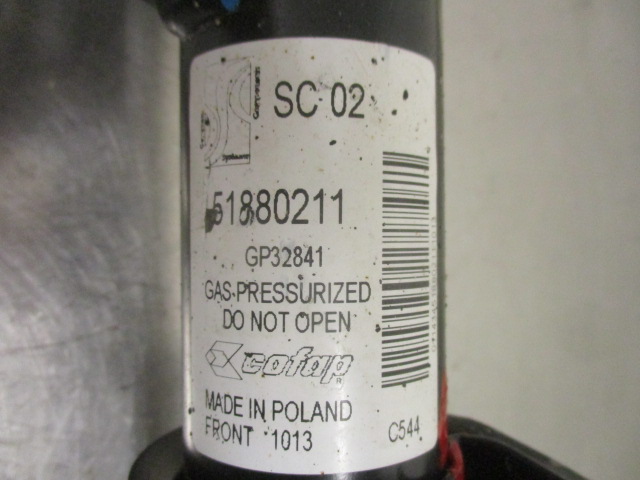 SC 02
51880211
GP32841
GAS-PRESSURIZED
DO NOT OPEN
cofap
MADE IN POLAND
FRONT 1013
C544